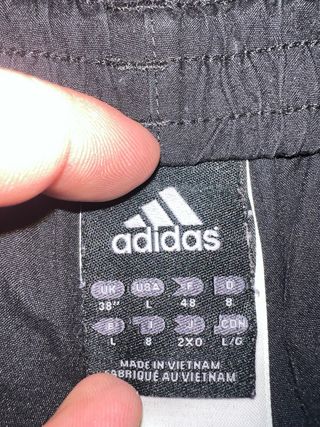 adidas
UK USA F D
38" L 48 8
E I J CDN
L 8 2XO L/G
MADE IN VIETNAM
FABRIQUÉ AU VIETNAM